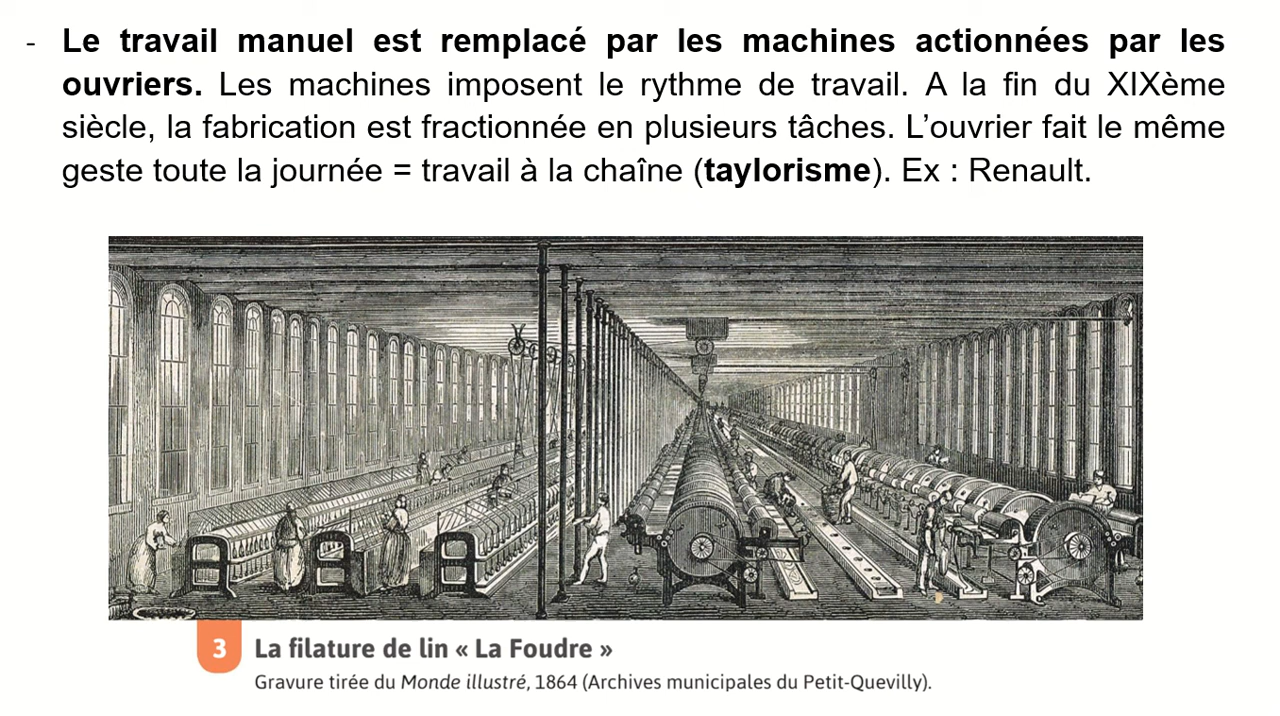 - Le travail manuel est remplacé par les machines actionnées par les
ouvriers. Les machines imposent le rythme de travail. A la fin du XIXème
siècle, la fabrication est fractionnée en plusieurs tâches. L’ouvrier fait le même
geste toute la journée = travail à la chaîne (taylorisme). Ex : Renault.
3 La filature de lin « La Foudre »
Gravure tirée du Monde illustré, 1864 (Archives municipales du Petit-Quevilly).